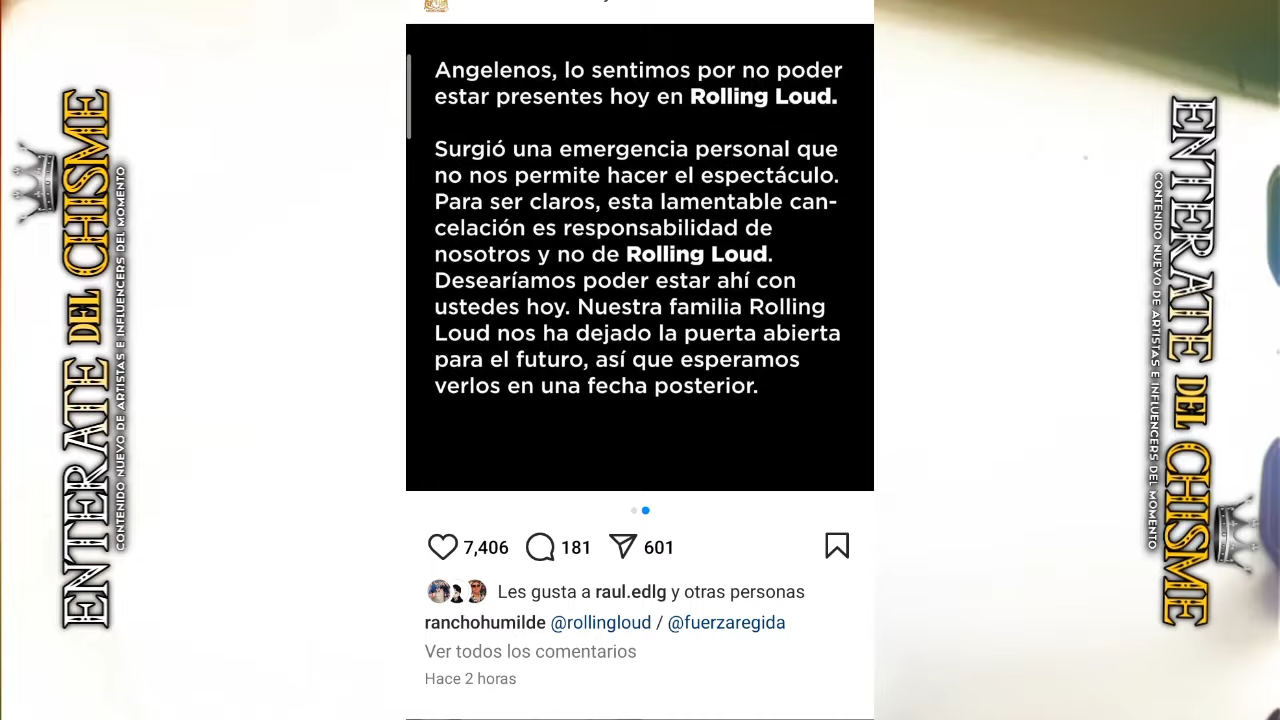 ENTERATE DEL CHISME
CONTENIDO NUEVO DE ARTISTAS E INFLUENCERS DEL MOMENTO
Angelenos, lo sentimos por no poder
estar presentes hoy en Rolling Loud.
Surgió una emergencia personal que
no nos permite hacer el espectáculo.
Para ser claros, esta lamentable can-
celación es responsabilidad de
nosotros y no de Rolling Loud.
Desearíamos poder estar ahí con
ustedes hoy. Nuestra familia Rolling
Loud nos ha dejado la puerta abierta
para el futuro, así que esperamos
verlos en una fecha posterior.
7,406 181 601
Les gusta a raul.edlg y otras personas
ranchohumilde @rollingloud / @fuerzaregida
Ver todos los comentarios
Hace 2 horas
ENTERATE DEL CHISME
CONTENIDO NUEVO DE ARTISTAS E INFLUENCERS DEL MOMENTO